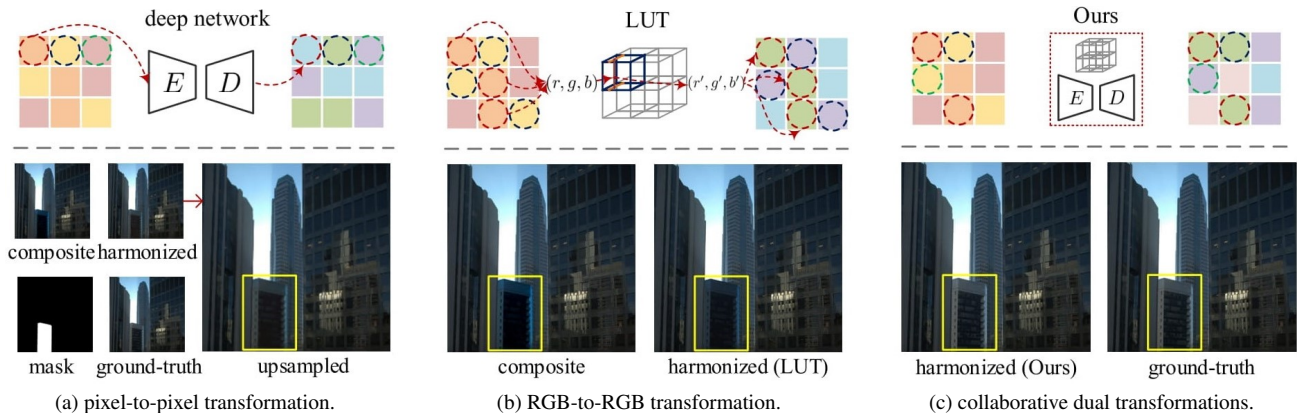 deep network
E D
composite harmonized
mask ground-truth upsampled
(a) pixel-to-pixel transformation.
LUT
(r, g, b) (r', g', b')
composite harmonized (LUT)
(b) RGB-to-RGB transformation.
Ours
E D
harmonized (Ours) ground-truth
(c) collaborative dual transformations.